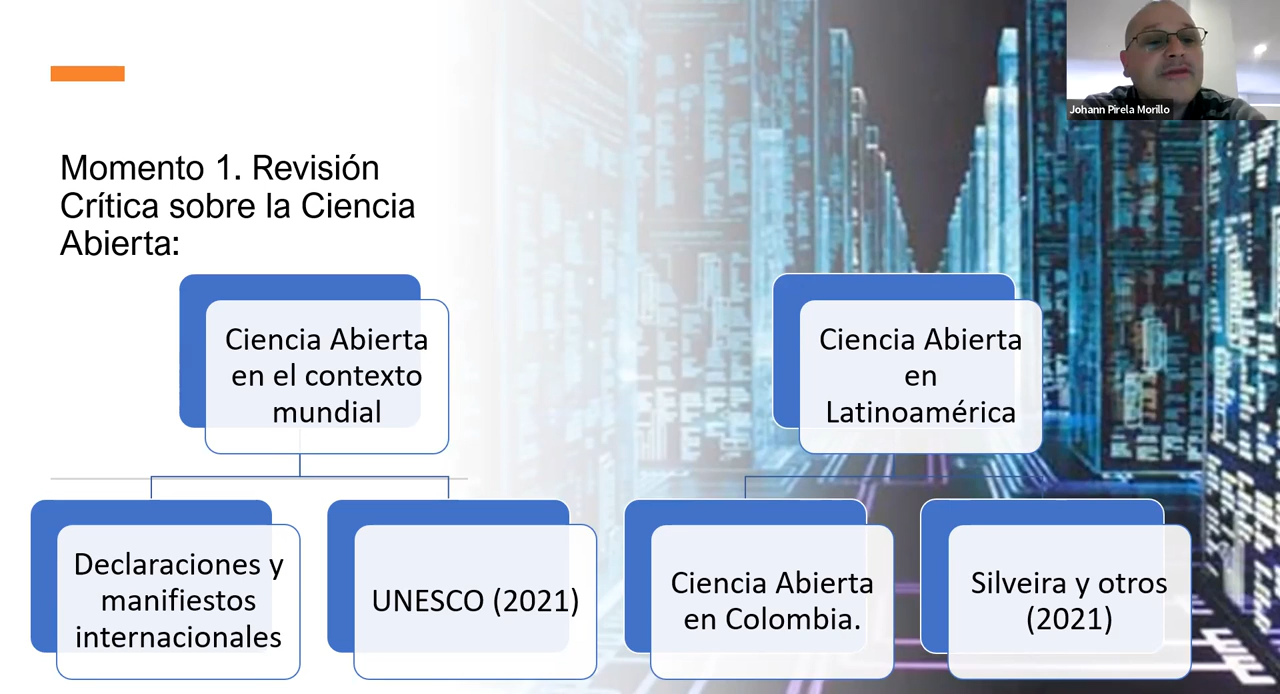 Johann Pirela Morillo
Momento 1. Revisión
Crítica sobre la Ciencia
Abierta:
Ciencia Abierta
en el contexto
mundial
Ciencia Abierta
en
Latinoamérica
Declaraciones y
manifiestos
internacionales
UNESCO (2021)
Ciencia Abierta
en Colombia.
Silveira y otros
(2021)